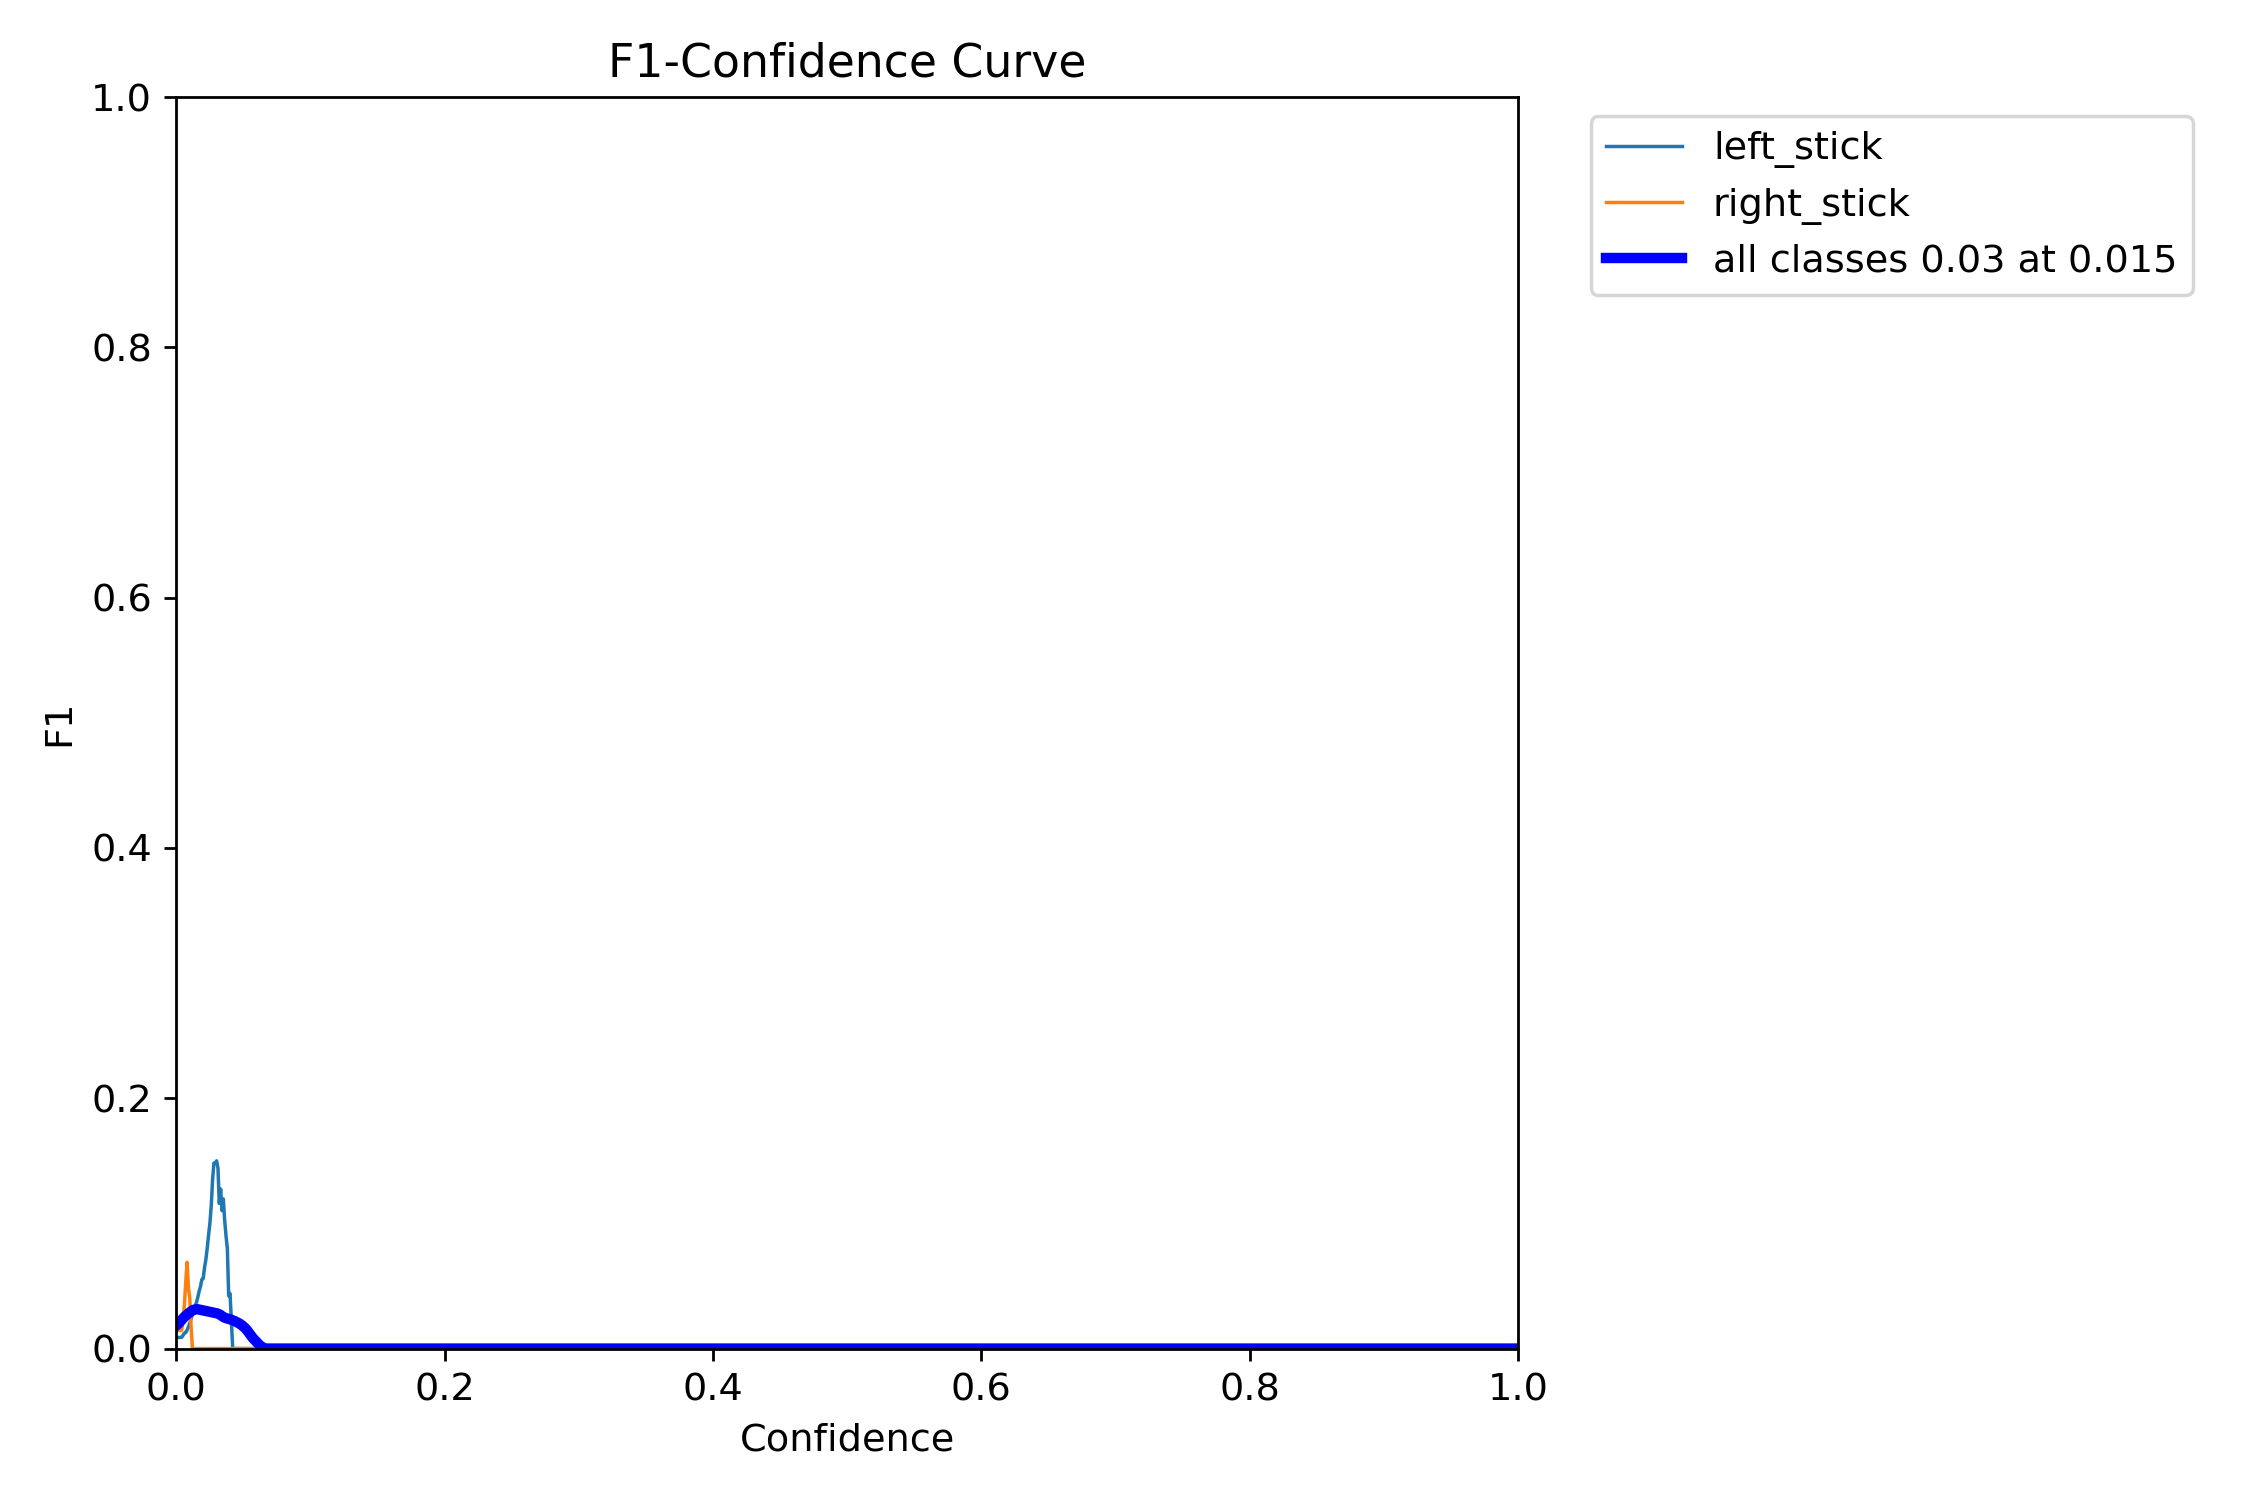 F1-Confidence Curve
1.0
0.8
0.6
0.4
0.2
0.0
F1
0.0 0.2 0.4 0.6 0.8 1.0
Confidence
left_stick
right_stick
all classes 0.03 at 0.015